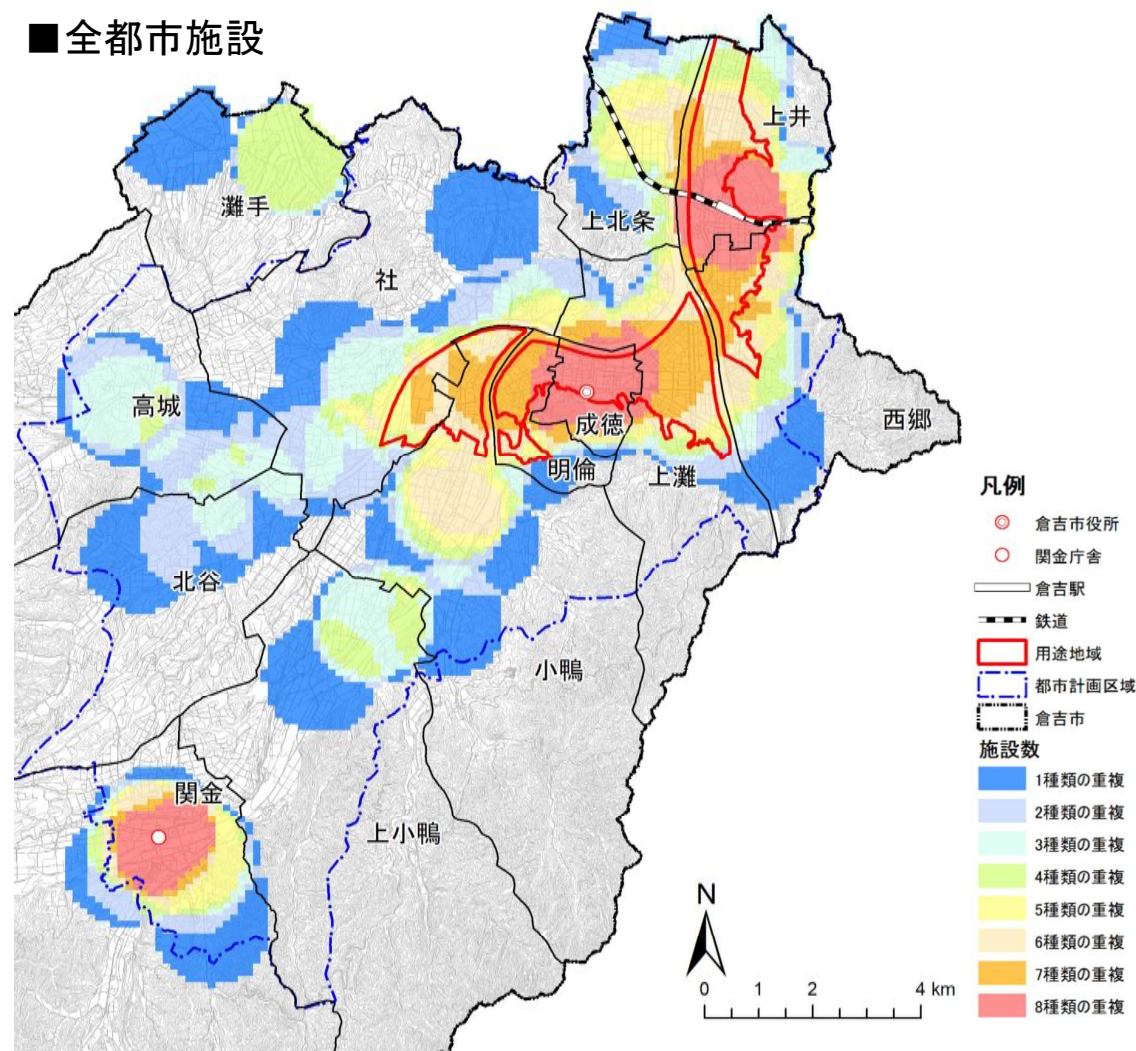 ■全都市施設
上井
灘手
上北条
社
高城
成徳
西郷
明倫
上灘
北谷
小鴨
関金
上小鴨
凡例
倉吉市役所
関金庁舎
倉吉駅
鉄道
用途地域
都市計画区域
倉吉市
施設数
1種類の重複
2種類の重複
3種類の重複
4種類の重複
5種類の重複
6種類の重複
7種類の重複
8種類の重複
N
0 1 2 4 km